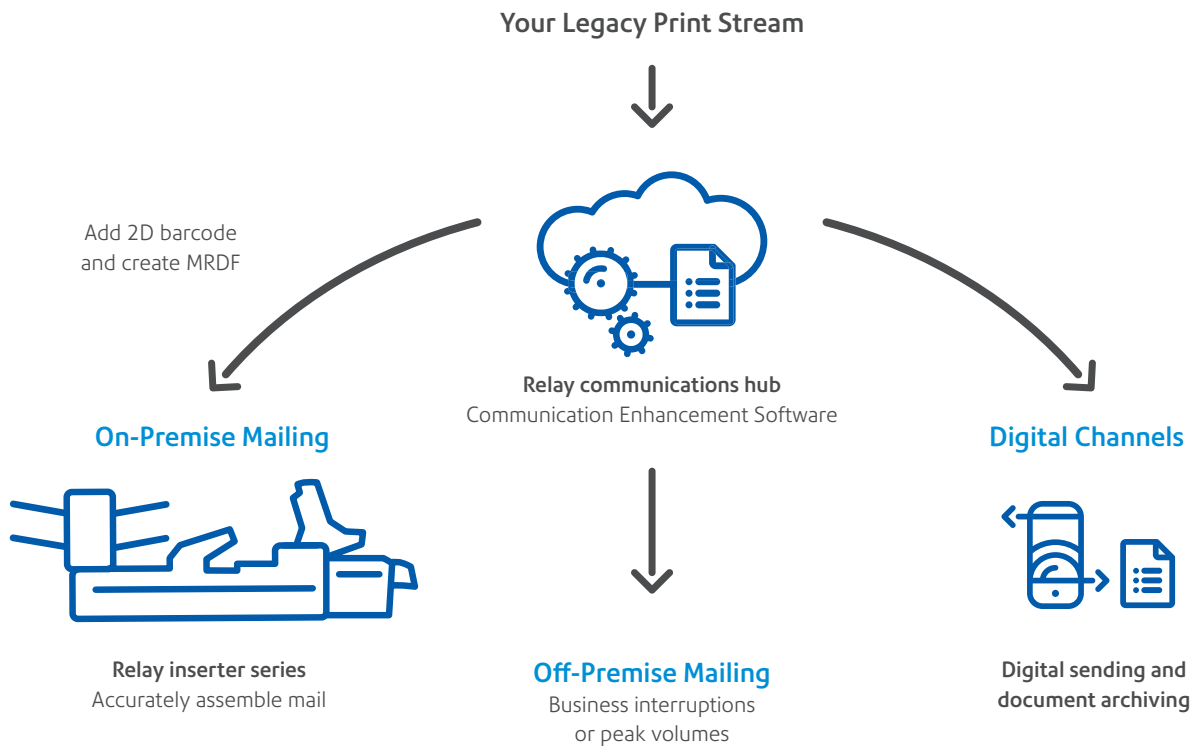 Your Legacy Print Stream
Add 2D barcode
and create MRDF
Relay communications hub
Communication Enhancement Software
On-Premise Mailing
Relay inserter series
Accurately assemble mail
Off-Premise Mailing
Business interruptions
or peak volumes
Digital Channels
Digital sending and
document archiving